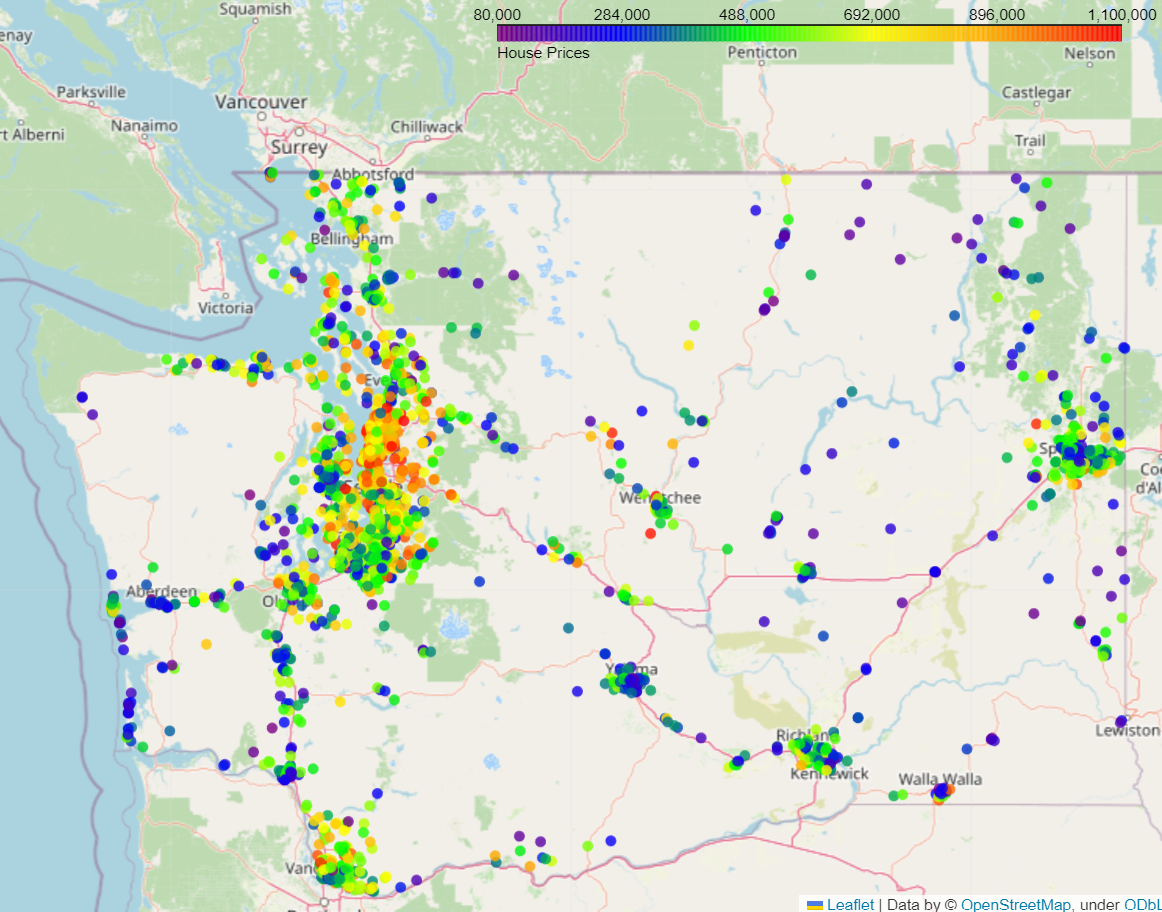 Squamish
80,000 284,000 488,000 692,000 896,000 1,100,000
House Prices
Penticton
Nelson
enay
Parksville
Vancouver
Castlegar
rt Alberni
Nanaimo
Chilliwack
Surrey
Trail
Abbotsford
Bellingham
Victoria
Eve
Sp
Coe
d'Al
Wenatchee
Aberdeen
Ol
Yakima
Lewiston
Richland
Kennewick
Walla Walla
Vanc
Leaflet | Data by © OpenStreetMap, under ODbL